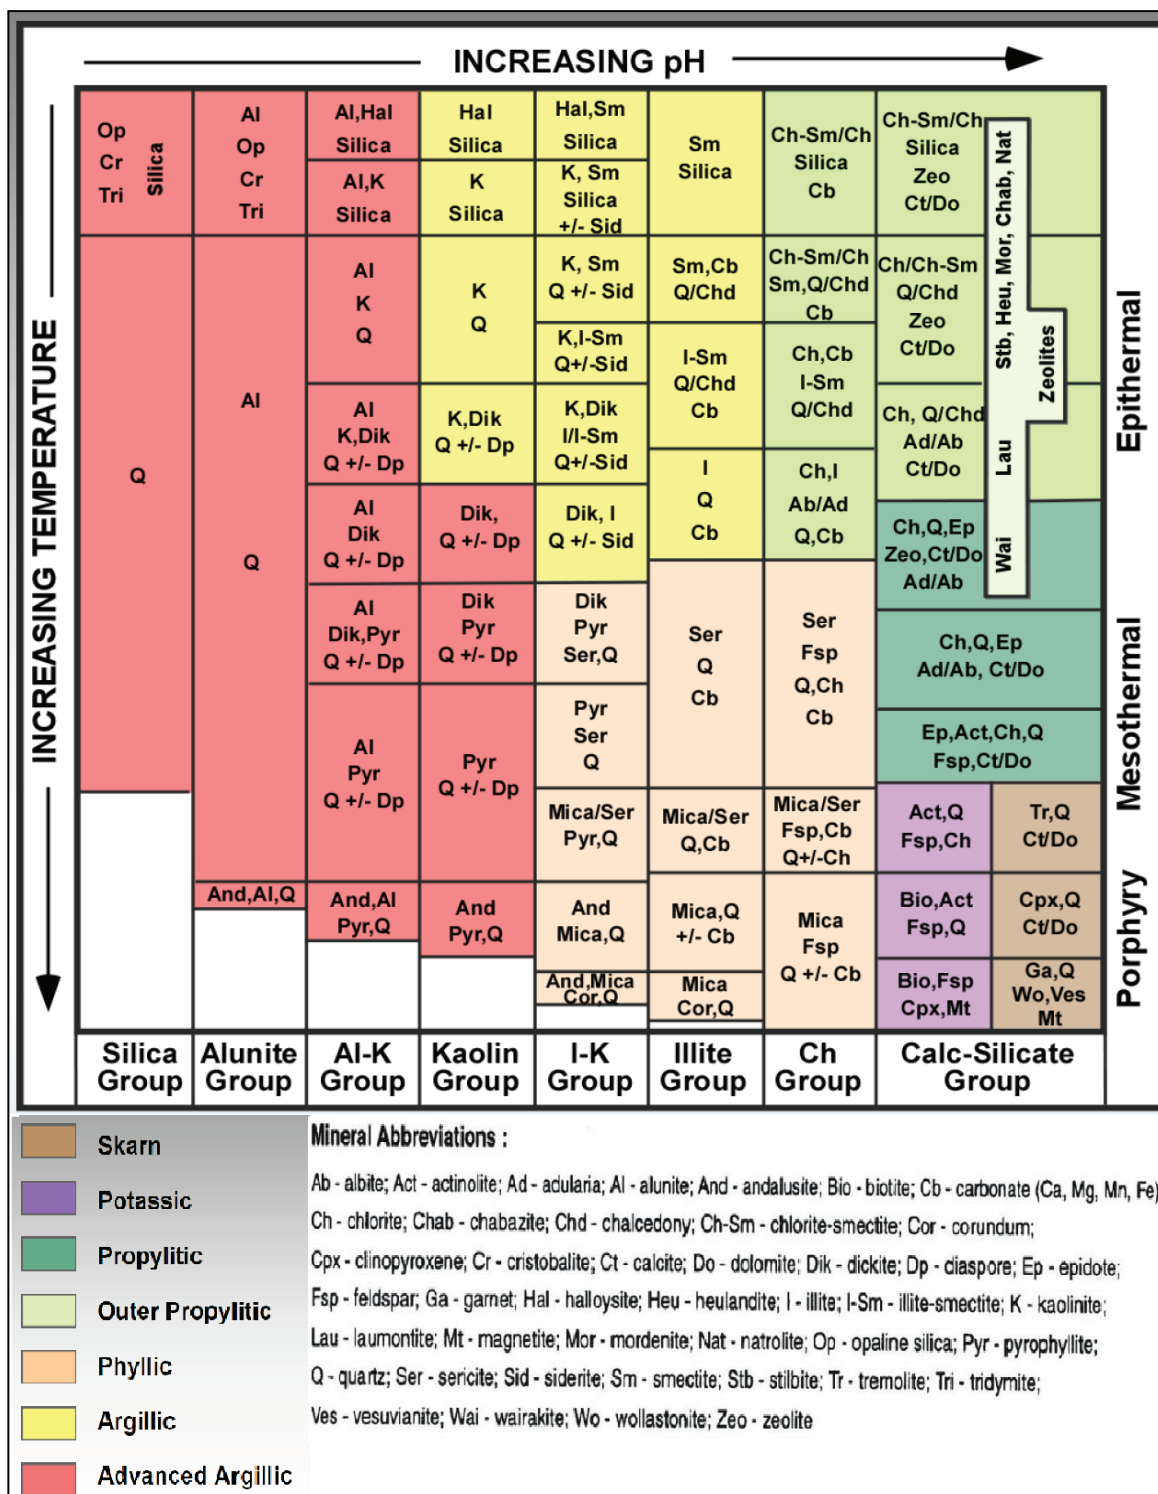 INCREASING pH
INCREASING TEMPERATURE
Op
Cr
Tri
Silica
Q
Al
Op
Cr
Tri
Al
Q
And,Al,Q
Al,Hal
Silica
Al,K
Silica
Al
K
Q
Al
K,Dik
Q +/- Dp
Al
Dik
Q +/- Dp
Al
Dik,Pyr
Q +/- Dp
Al
Pyr
Q +/- Dp
And,Al
Pyr,Q
Hal
Silica
K
Silica
K
Q
K,Dik
Q +/- Dp
Dik,
Q +/- Dp
Dik
Pyr
Q +/- Dp
Pyr
Q +/- Dp
And
Pyr,Q
Hal,Sm
Silica
K, Sm
Silica
+/- Sid
K, Sm
Q +/- Sid
K,I-Sm
Q+/-Sid
K,Dik
I/I-Sm
Q+/-Sid
Dik, I
Q +/- Sid
Dik
Pyr
Ser,Q
Pyr
Ser
Q
Mica/Ser
Pyr,Q
And
Mica,Q
And,Mica
Cor,Q
Sm
Silica
Sm,Cb
Q/Chd
I-Sm
Q/Chd
Cb
I
Q
Cb
Ser
Q
Cb
Mica/Ser
Q,Cb
Mica,Q
+/- Cb
Mica
Cor,Q
Ch-Sm/Ch
Silica
Cb
Ch-Sm/Ch
Sm,Q/Chd
Cb
Ch,Cb
I-Sm
Q/Chd
Ch,I
Ab/Ad
Q,Cb
Ser
Fsp
Q,Ch
Cb
Mica/Ser
Fsp,Cb
Q+/-Ch
Mica
Fsp
Q +/- Cb
Ch-Sm/Ch
Silica
Zeo
Ct/Do
Ch/Ch-Sm
Q/Chd
Zeo
Ct/Do
Ch, Q/Chd
Ad/Ab
Ct/Do
Ch,Q,Ep
Zeo,Ct/Do
Ad/Ab
Ch,Q,Ep
Ad/Ab, Ct/Do
Ep,Act,Ch,Q
Fsp,Ct/Do
Act,Q
Fsp,Ch
Bio,Act
Fsp,Q
Bio,Fsp
Cpx,Mt
Tr,Q
Ct/Do
Cpx,Q
Ct/Do
Ga,Q
Wo,Ves
Mt
Stb, Heu, Mor, Chab, Nat
Lau
Wai
Zeolites
Epithermal
Mesothermal
Porphyry
Silica
Group
Alunite
Group
Al-K
Group
Kaolin
Group
I-K
Group
Illite
Group
Ch
Group
Calc-Silicate
Group
Skarn
Potassic
Propylitic
Outer Propylitic
Phyllic
Argillic
Advanced Argillic
Mineral Abbreviations :
Ab - albite; Act - actinolite; Ad - adularia; Al - alunite; And - andalusite; Bio - biotite; Cb - carbonate (Ca, Mg, Mn, Fe)
Ch - chlorite; Chab - chabazite; Chd - chalcedony; Ch-Sm - chlorite-smectite; Cor - corundum;
Cpx - clinopyroxene; Cr - cristobalite; Ct - calcite; Do - dolomite; Dik - dickite; Dp - diaspore; Ep - epidote;
Fsp - feldspar; Ga - garnet; Hal - halloysite; Heu - heulandite; I - illite; I-Sm - illite-smectite; K - kaolinite;
Lau - laumontite; Mt - magnetite; Mor - mordenite; Nat - natrolite; Op - opaline silica; Pyr - pyrophyllite;
Q - quartz; Ser - sericite; Sid - siderite; Sm - smectite; Stb - stilbite; Tr - tremolite; Tri - tridymite;
Ves - vesuvianite; Wai - wairakite; Wo - wollastonite; Zeo - zeolite